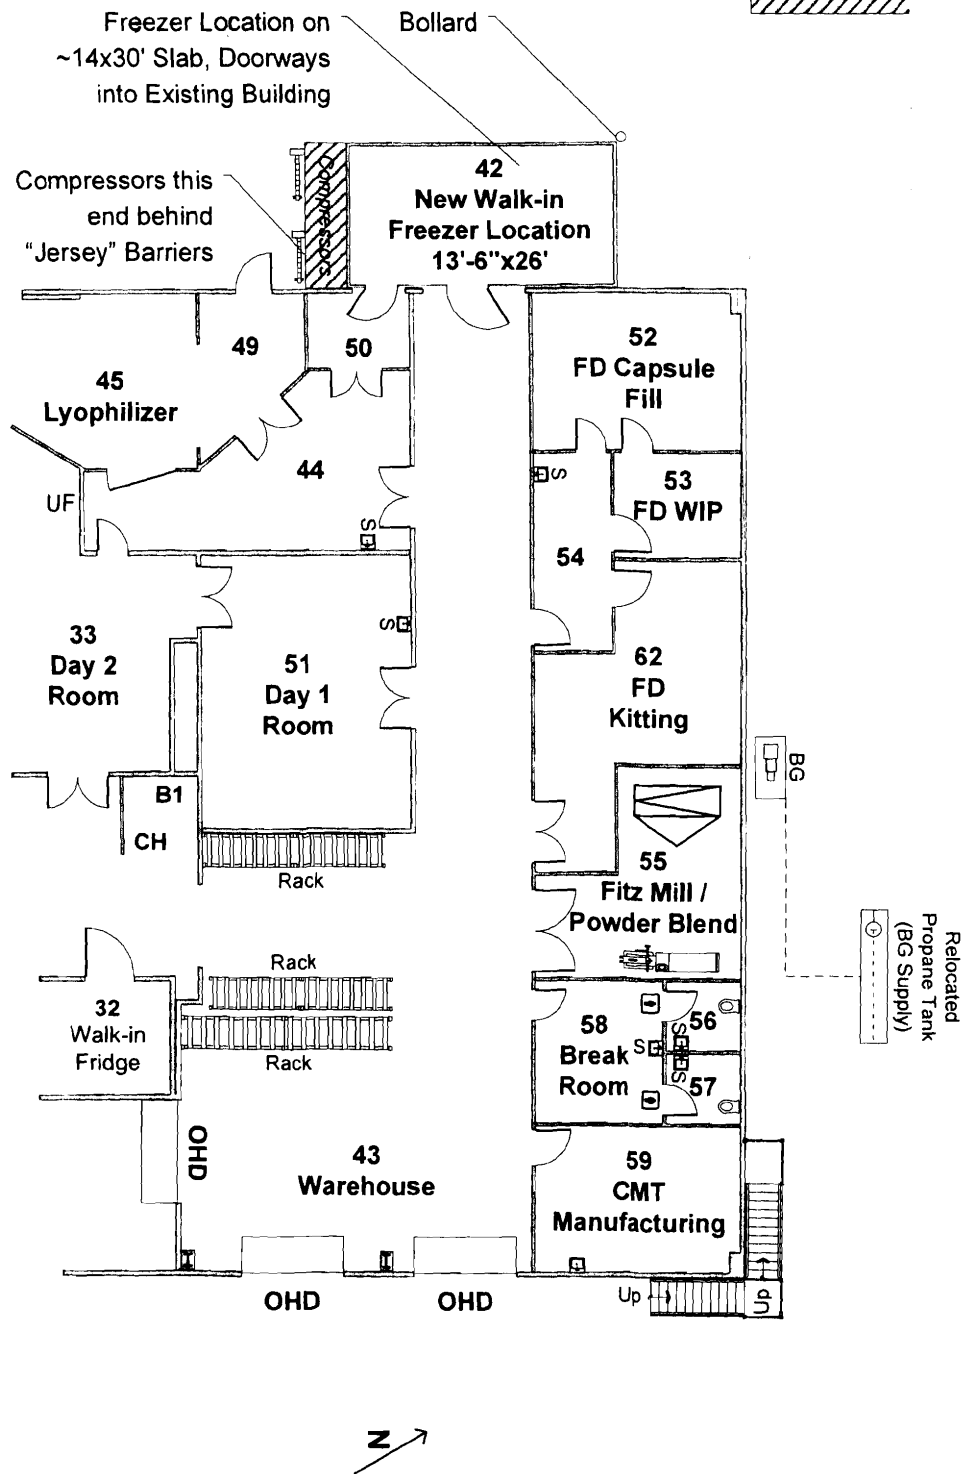 Freezer Location on
~14x30' Slab, Doorways
into Existing Building
Bollard
Compressors this
end behind
“Jersey” Barriers
Compressors
42
New Walk-in
Freezer Location
13'-6"x26'
49
50
45
Lyophilizer
44
UF
S
52
FD Capsule
Fill
53
FD WIP
S
54
33
Day 2
Room
51
Day 1
Room
S
62
FD
Kitting
BG
B1
CH
Rack
55
Fitz Mill /
Powder Blend
Relocated
Propane Tank
(BG Supply)
Rack
32
Walk-in
Fridge
Rack
58
Break
Room
S
56
S
S
57
OHD
43
Warehouse
59
CMT
Manufacturing
OHD
OHD
Up
Up
N